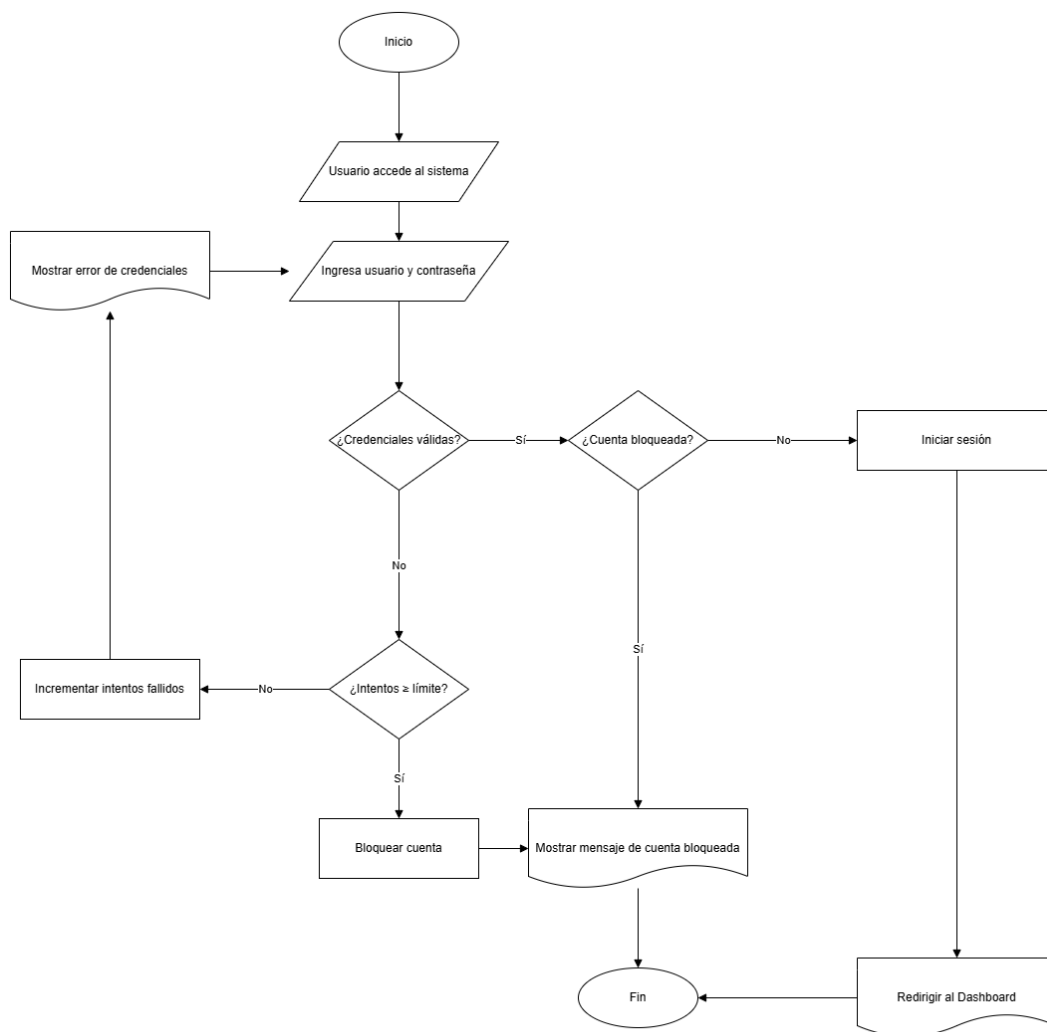 Inicio
Usuario accede al sistema
Mostrar error de credenciales
Ingresa usuario y contraseña
¿Credenciales válidas?
Sí
¿Cuenta bloqueada?
No
Iniciar sesión
No
Sí
Incrementar intentos fallidos
No
¿Intentos ≥ límite?
Sí
Bloquear cuenta
Mostrar mensaje de cuenta bloqueada
Fin
Redirigir al Dashboard